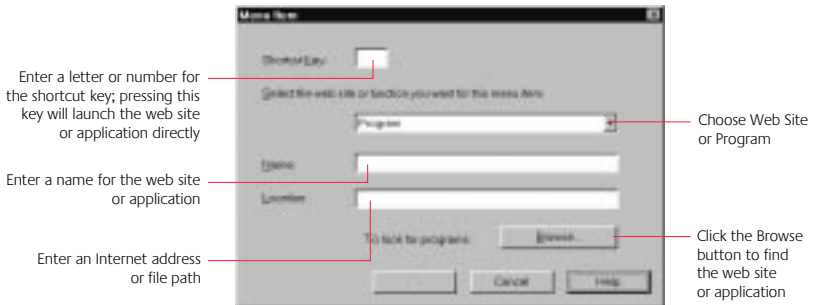 Menu Item
Shortcut Key:
Enter a letter or number for
the shortcut key; pressing this
key will launch the web site
or application directly
Select the web site or function you want for this menu item:
Program
Choose Web Site
or Program
Name:
Enter a name for the web site
or application
Location:
Enter an Internet address
or file path
To look for programs:
Browse...
Click the Browse
button to find
the web site
or application
Cancel
Help